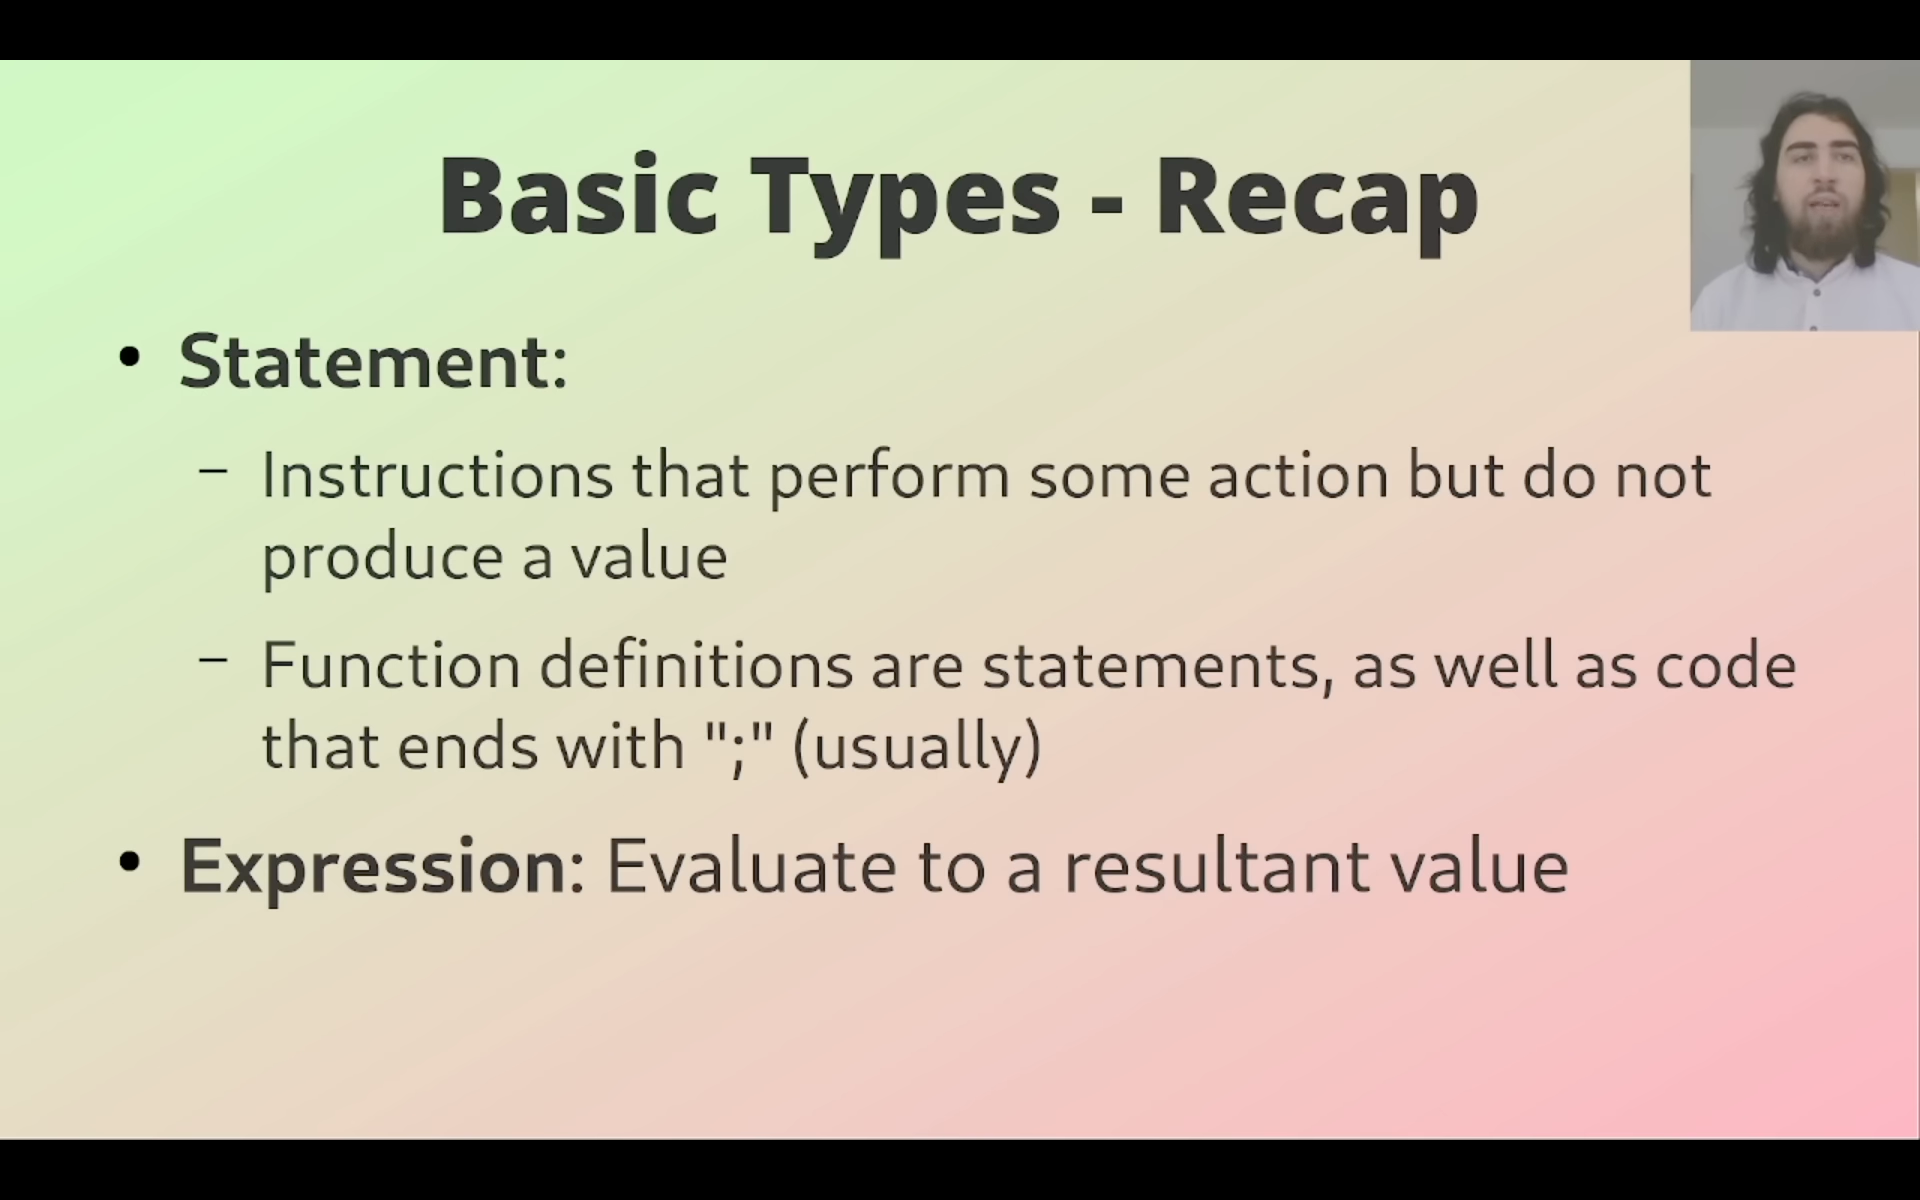 Basic Types - Recap
• Statement:
– Instructions that perform some action but do not
produce a value
– Function definitions are statements, as well as code
that ends with ";" (usually)
• Expression: Evaluate to a resultant value